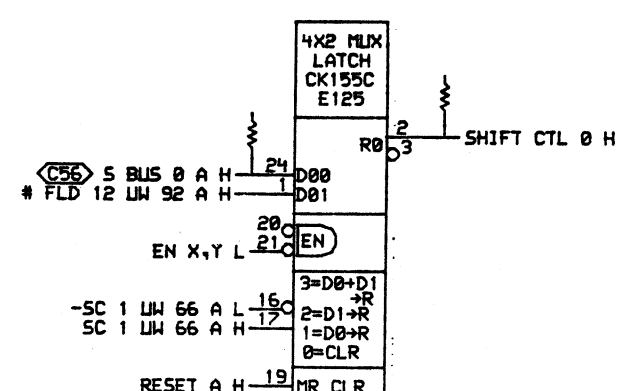 4X2 MUX
LATCH
CK155C
E125
2
R0
3
SHIFT CTL 0 H
C56 S BUS 0 A H
24
D00
# FLD 12 UW 92 A H
1
D01
20
EN X,Y L
21
EN
3=D0+D1
→R
2=D1→R
1=D0→R
0=CLR
-SC 1 UW 66 A L
16
SC 1 UW 66 A H
17
RESET A H
19
MR CLR